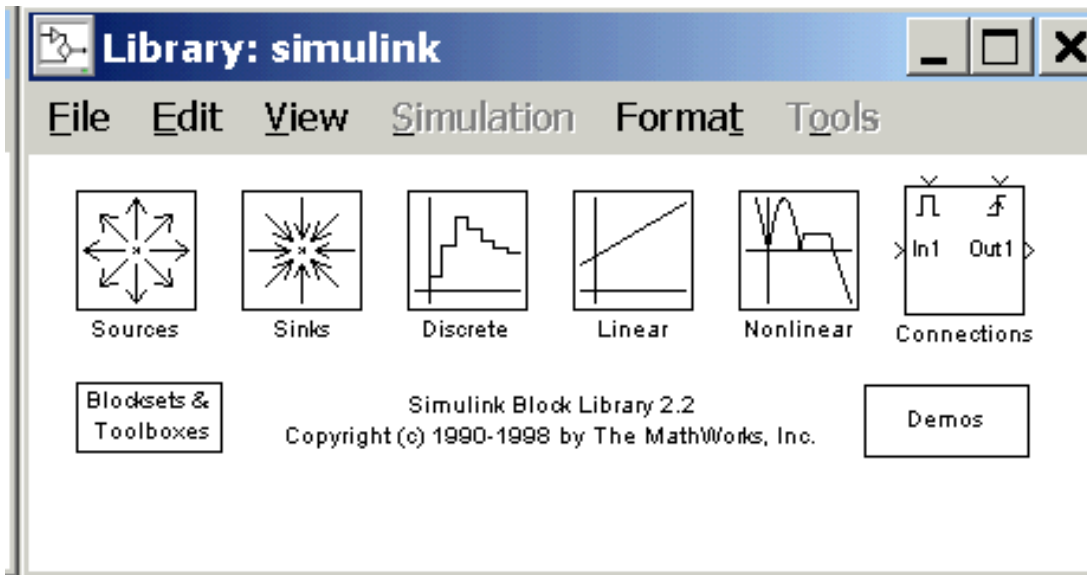 Library: simulink
File Edit View Simulation Format Tools
In1 Out1
Sources Sinks Discrete Linear Nonlinear Connections
Blocksets &
Toolboxes
Simulink Block Library 2.2
Copyright (c) 1990-1998 by The MathWorks, Inc.
Demos